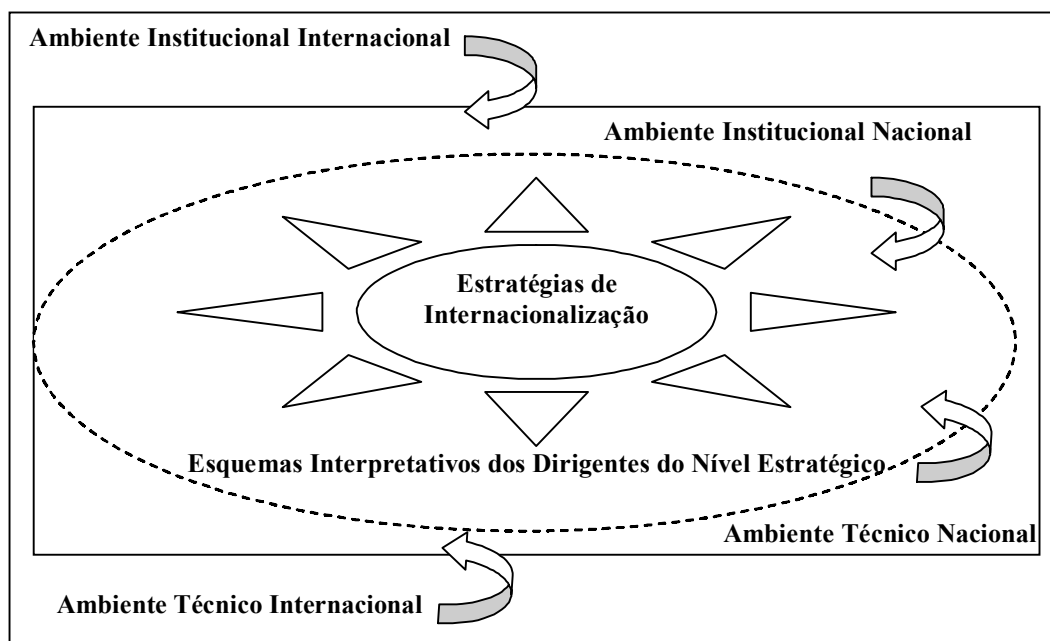 Ambiente Institucional Internacional
Ambiente Institucional Nacional
Estratégias de
Internacionalização
Esquemas Interpretativos dos Dirigentes do Nível Estratégico
Ambiente Técnico Nacional
Ambiente Técnico Internacional